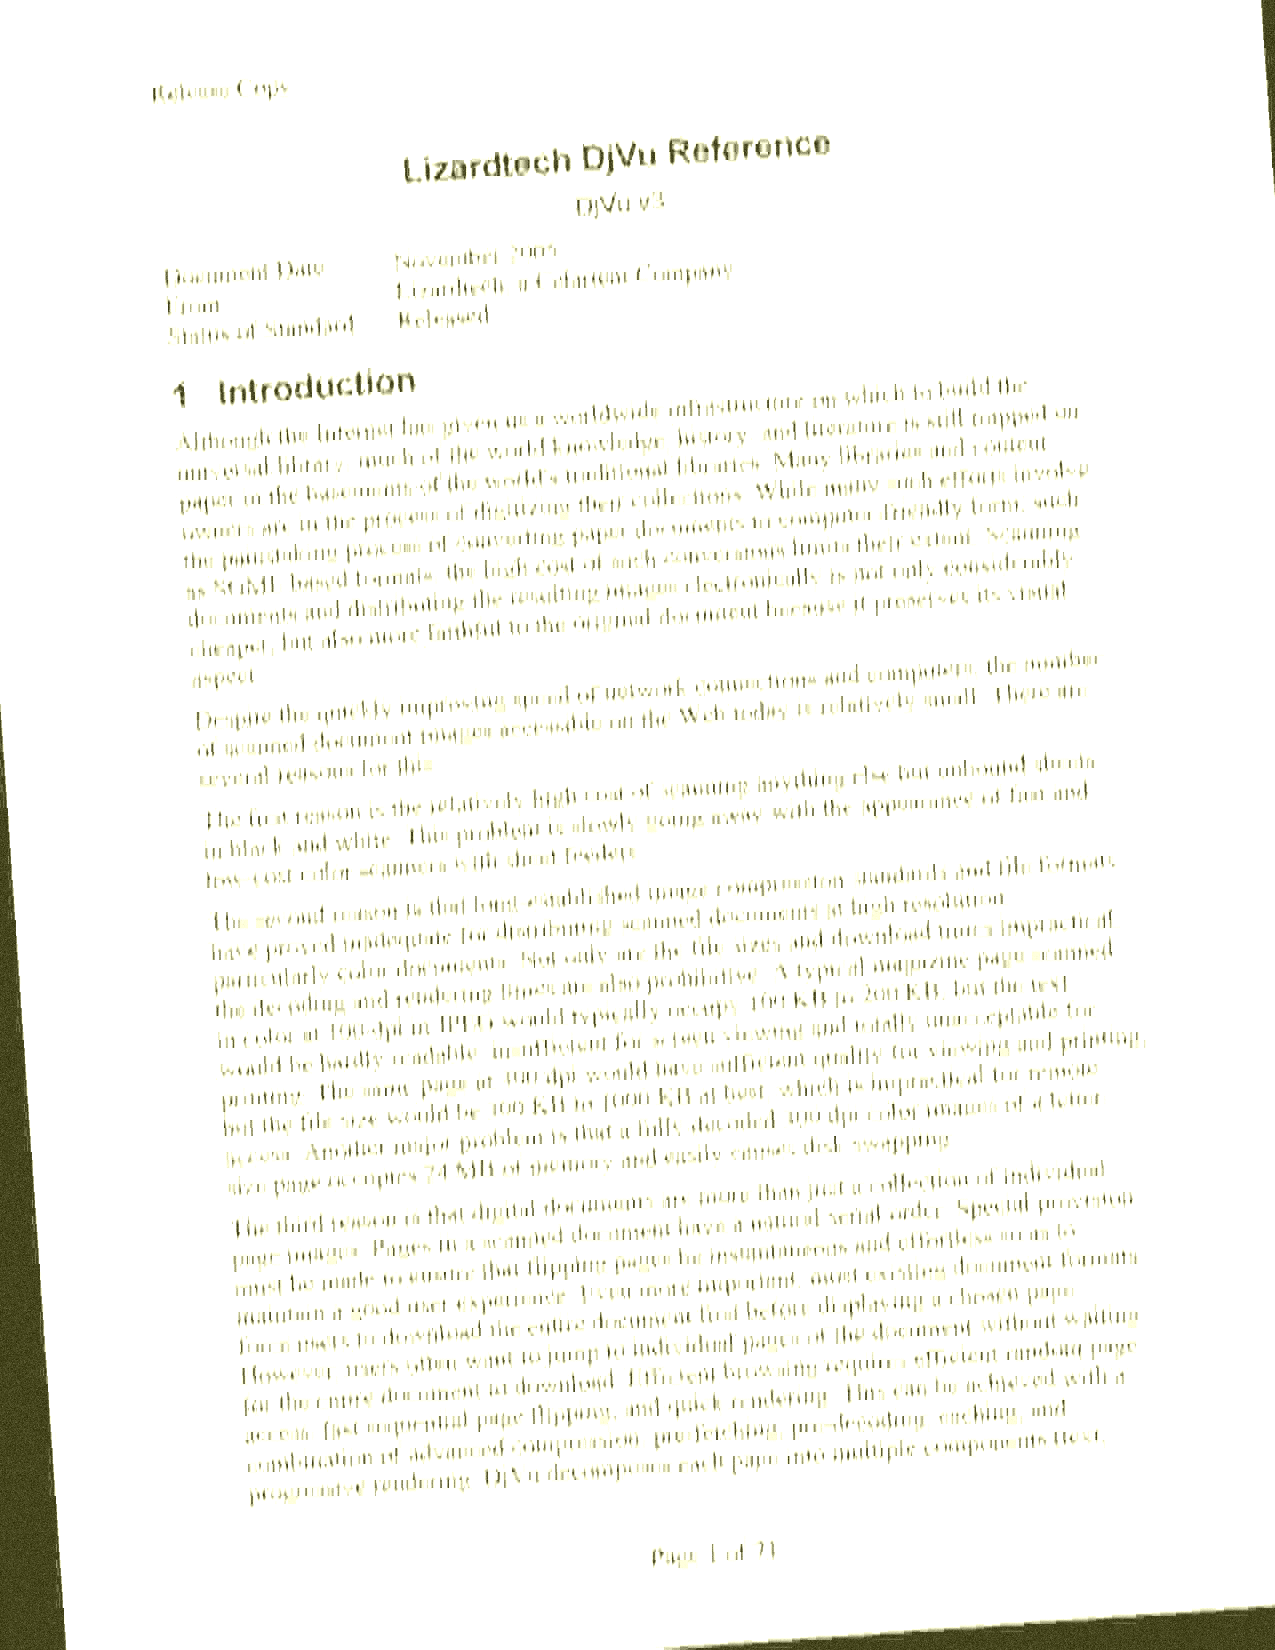 Release Copy
Lizardtech DjVu Reference
DjVu v3
Document Date November 2005
From Lizardtech, a Celartem Company
Status of Standard Released
1 Introduction
Although the Internet has given us a worldwide infrastructure on which to build the
universal library, much of the world knowledge, history, and literature is still trapped on
paper in the basements of the world's traditional libraries. Many libraries and content
owners are in the process of digitizing their collections. While many such efforts involve
the painstaking process of converting paper documents to computer-friendly form, such
as SGML based formats, the high cost of such conversions limits their extent. Scanning
documents and distributing the resulting images electronically is not only considerably
cheaper, but also more faithful to the original document because it preserves its visual
aspect.
Despite the quickly improving speed of network connections and computers, the number
of scanned document images accessible on the Web today is relatively small. There are
several reasons for this.
The first reason is the relatively high cost of scanning anything else but unbound sheets
in black and white. This problem is slowly going away with the appearance of fast and
low-cost color scanners with sheet feeders.
The second reason is that long-established image compression standards and file formats
have proved inadequate for distributing scanned documents at high resolution,
particularly color documents. Not only are the file sizes and download times impractical,
the decoding and rendering times are also prohibitive. A typical magazine page scanned
in color at 100 dpi in JPEG would typically occupy 100 KB to 200 KB, but the text
would be hardly readable: insufficient for screen viewing and totally unacceptable for
printing. The same page at 300 dpi would have sufficient quality for viewing and printing,
but the file size would be 300 KB to 1000 KB at best, which is impractical for remote
access. Another major problem is that a fully decoded 300 dpi color images of a letter-
size page occupies 24 MB of memory and easily causes disk swapping.
The third reason is that digital documents are more than just a collection of individual
page images. Pages in a scanned document have a natural serial order. Special provision
must be made to ensure that flipping pages be instantaneous and effortless so as to
maintain a good user experience. Even more important, most existing document formats
force users to download the entire document first before displaying a chosen page.
However, users often want to jump to individual pages of the document without waiting
for the entire document to download. Efficient browsing requires efficient random page
access, fast sequential page flipping, and quick rendering. This can be achieved with a
combination of advanced compression, pre-fetching, pre-decoding, caching, and
progressive rendering. DjVu decomposes each page into multiple components (text,
Page 1 of 71